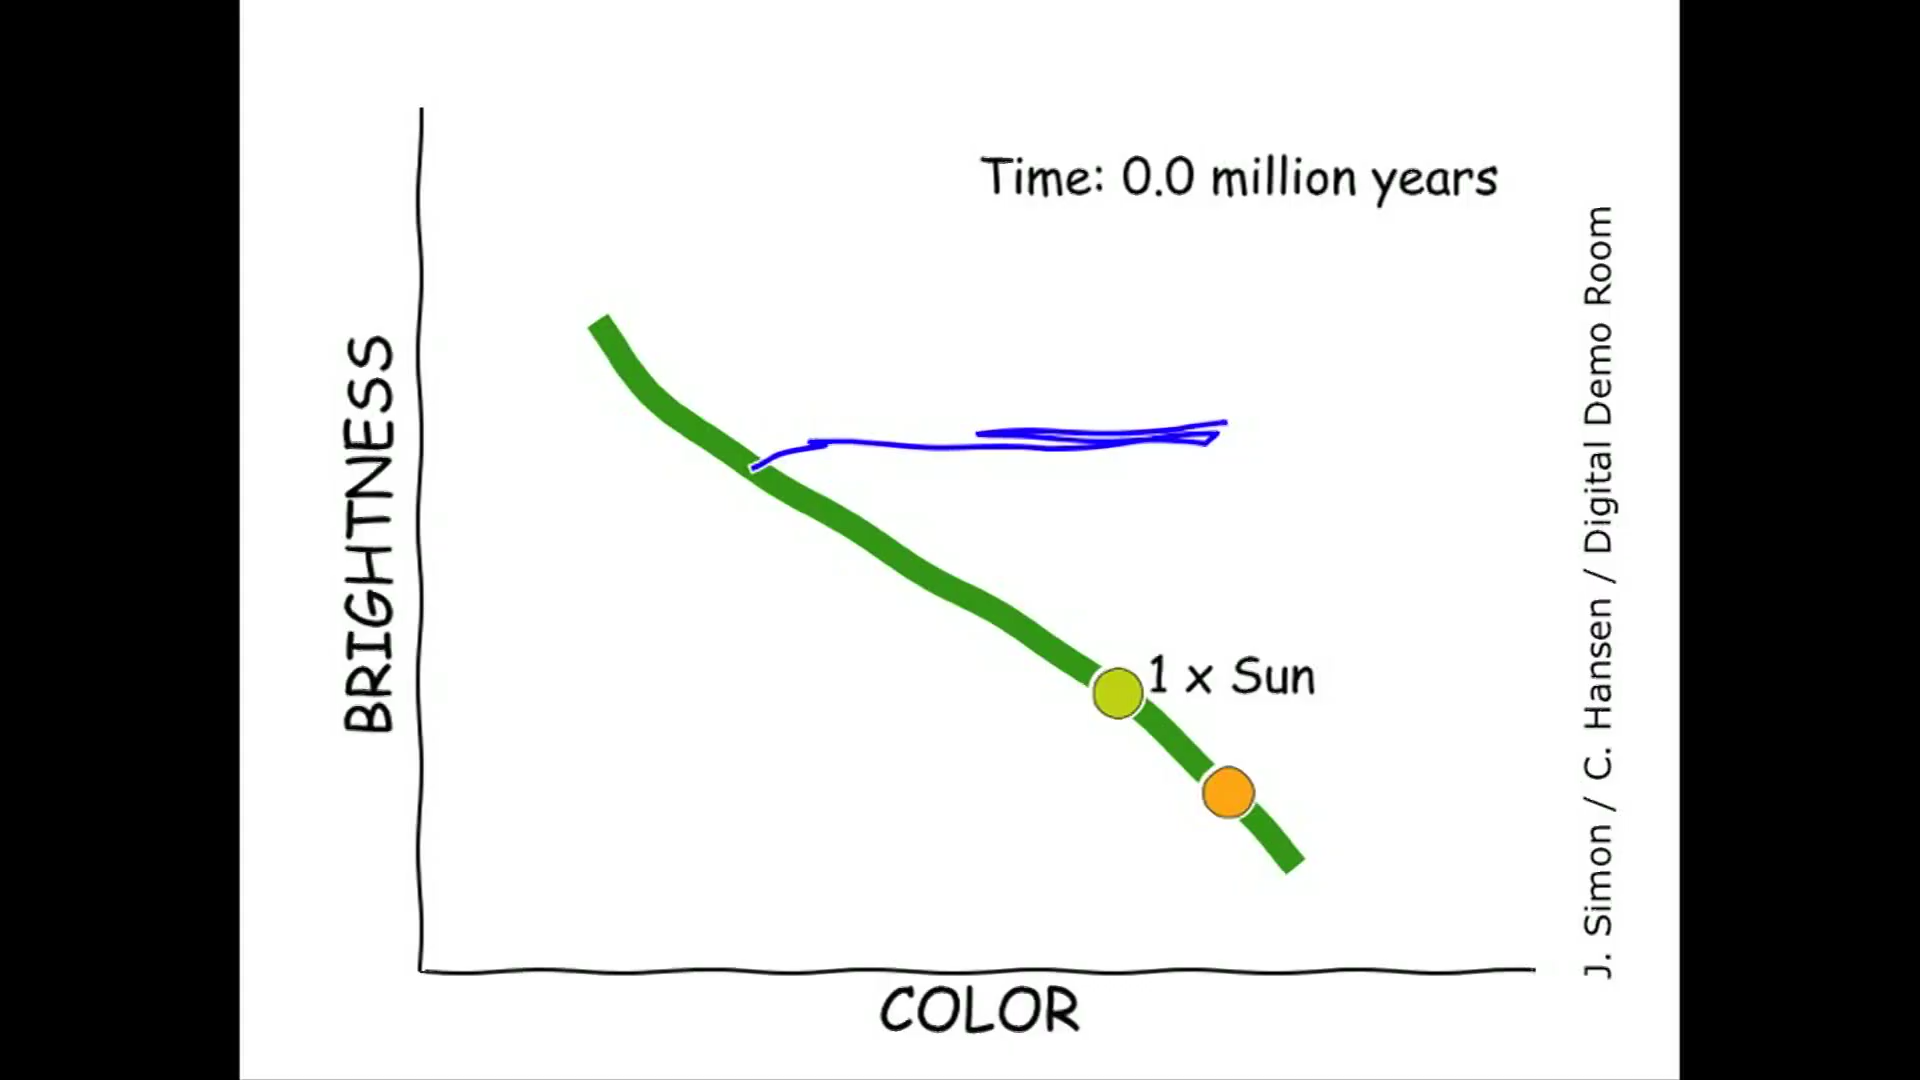 Time: 0.0 million years
BRIGHTNESS
1 x Sun
COLOR
J. Simon / C. Hansen / Digital Demo Room